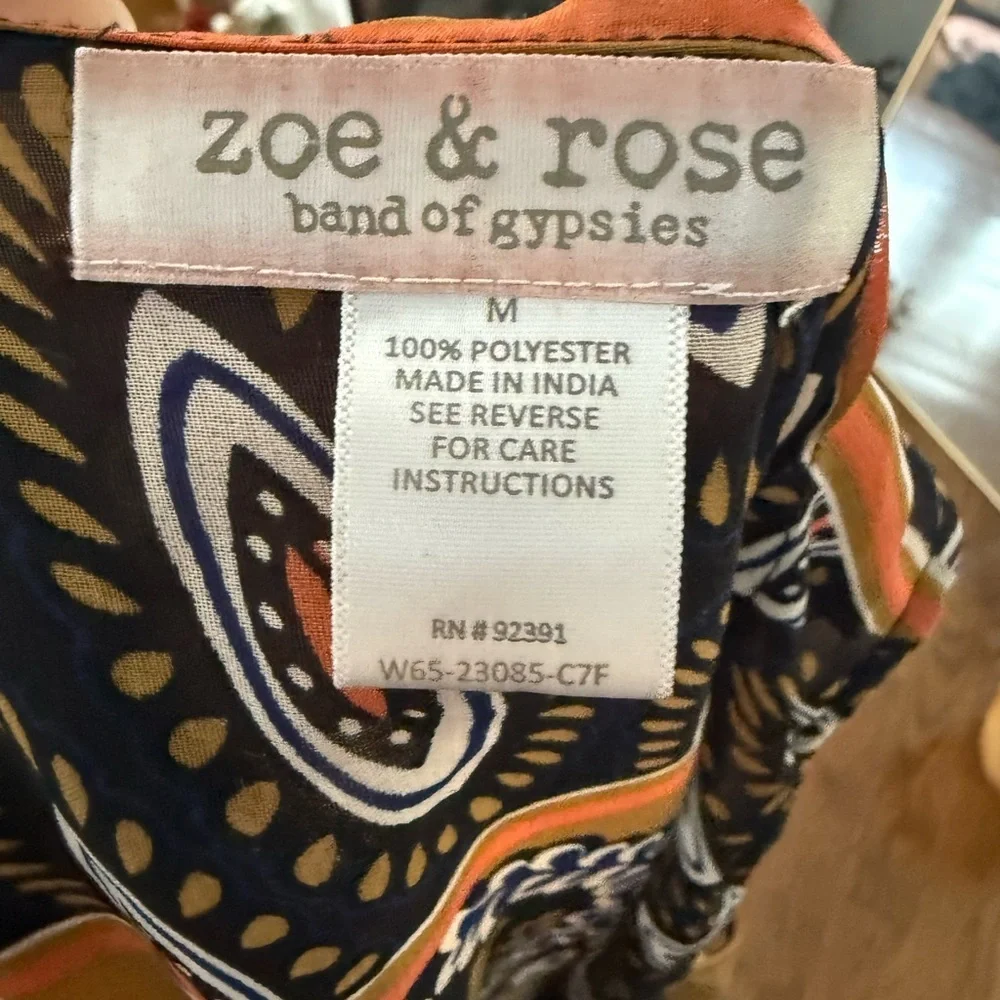 zoe & rose
band of gypsies
M
100% POLYESTER
MADE IN INDIA
SEE REVERSE
FOR CARE
INSTRUCTIONS
RN # 92391
W65-23085-C7F